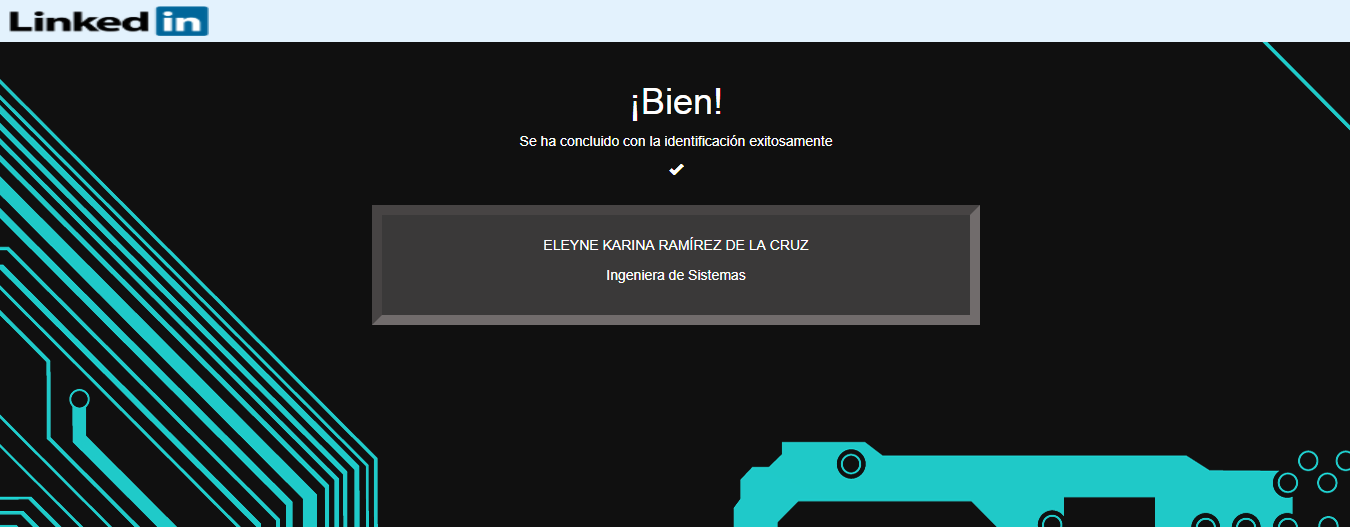 Linked in
¡Bien!
Se ha concluido con la identificación exitosamente
ELEYNE KARINA RAMÍREZ DE LA CRUZ
Ingeniera de Sistemas